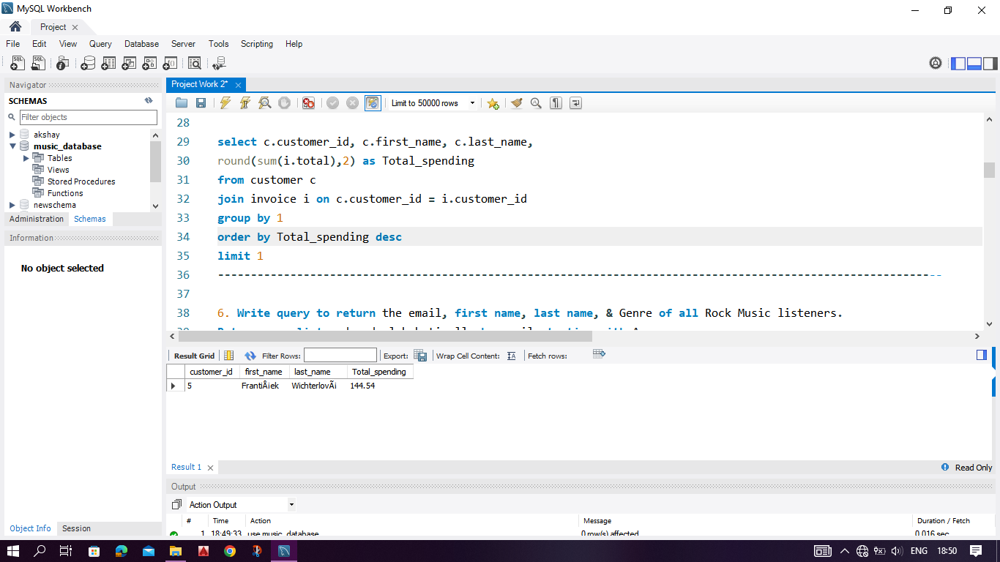 MySQL Workbench
Project
File Edit View Query Database Server Tools Scripting Help
Navigator
SCHEMAS
Filter objects
akshay
music_database
Tables
Views
Stored Procedures
Functions
newschema
Administration Schemas
Information
No object selected
Object Info Session
Project Work 2*
Limit to 50000 rows
28
29 select c.customer_id, c.first_name, c.last_name,
30 round(sum(i.total),2) as Total_spending
31 from customer c
32 join invoice i on c.customer_id = i.customer_id
33 group by 1
34 order by Total_spending desc
35 limit 1
36 --------------------------------------------------------------------------------------------------------------
37
38 6. Write query to return the email, first name, last name, & Genre of all Rock Music listeners.
Result Grid Filter Rows: Export: Wrap Cell Content: Fetch rows:
customer_id first_name last_name Total_spending
5 FrantiÅiek WichterlovÃi 144.54
Result 1 Read Only
Output
Action Output
# Time Action Message Duration / Fetch
1 18:49:33 use music_database 0 row(s) affected 0.016 sec
ENG 18:50